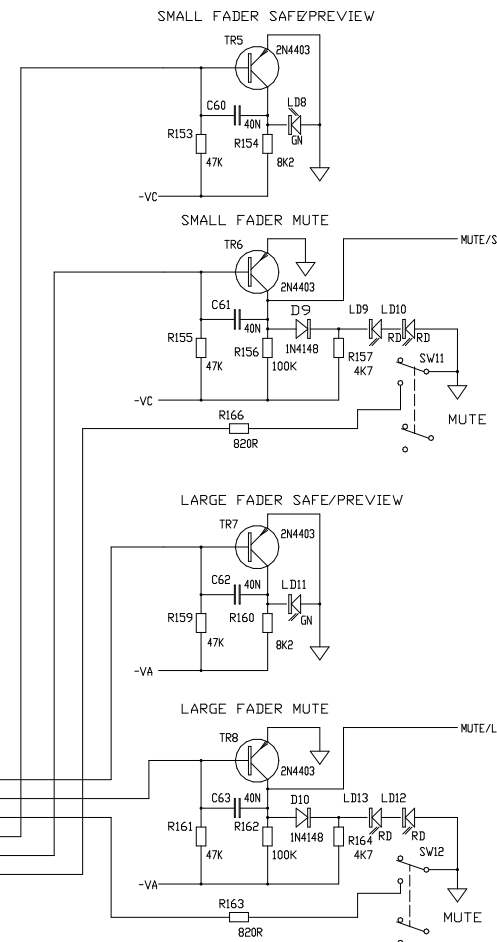 SMALL FADER SAFE/PREVIEW
TR5
2N4403
C60
40N
LD8
GN
R153
47K
R154
8K2
-VC
SMALL FADER MUTE
TR6
2N4403
MUTE/S
C61
40N
D9
1N4148
LD9
LD10
RD
RD
R155
47K
R156
100K
R157
4K7
SW11
-VC
R166
820R
MUTE
LARGE FADER SAFE/PREVIEW
TR7
2N4403
C62
40N
LD11
GN
R159
47K
R160
8K2
-VA
LARGE FADER MUTE
TR8
2N4403
MUTE/L
C63
40N
D10
1N4148
LD13
LD12
RD
RD
R161
47K
R162
100K
R164
4K7
SW12
-VA
R163
820R
MUTE